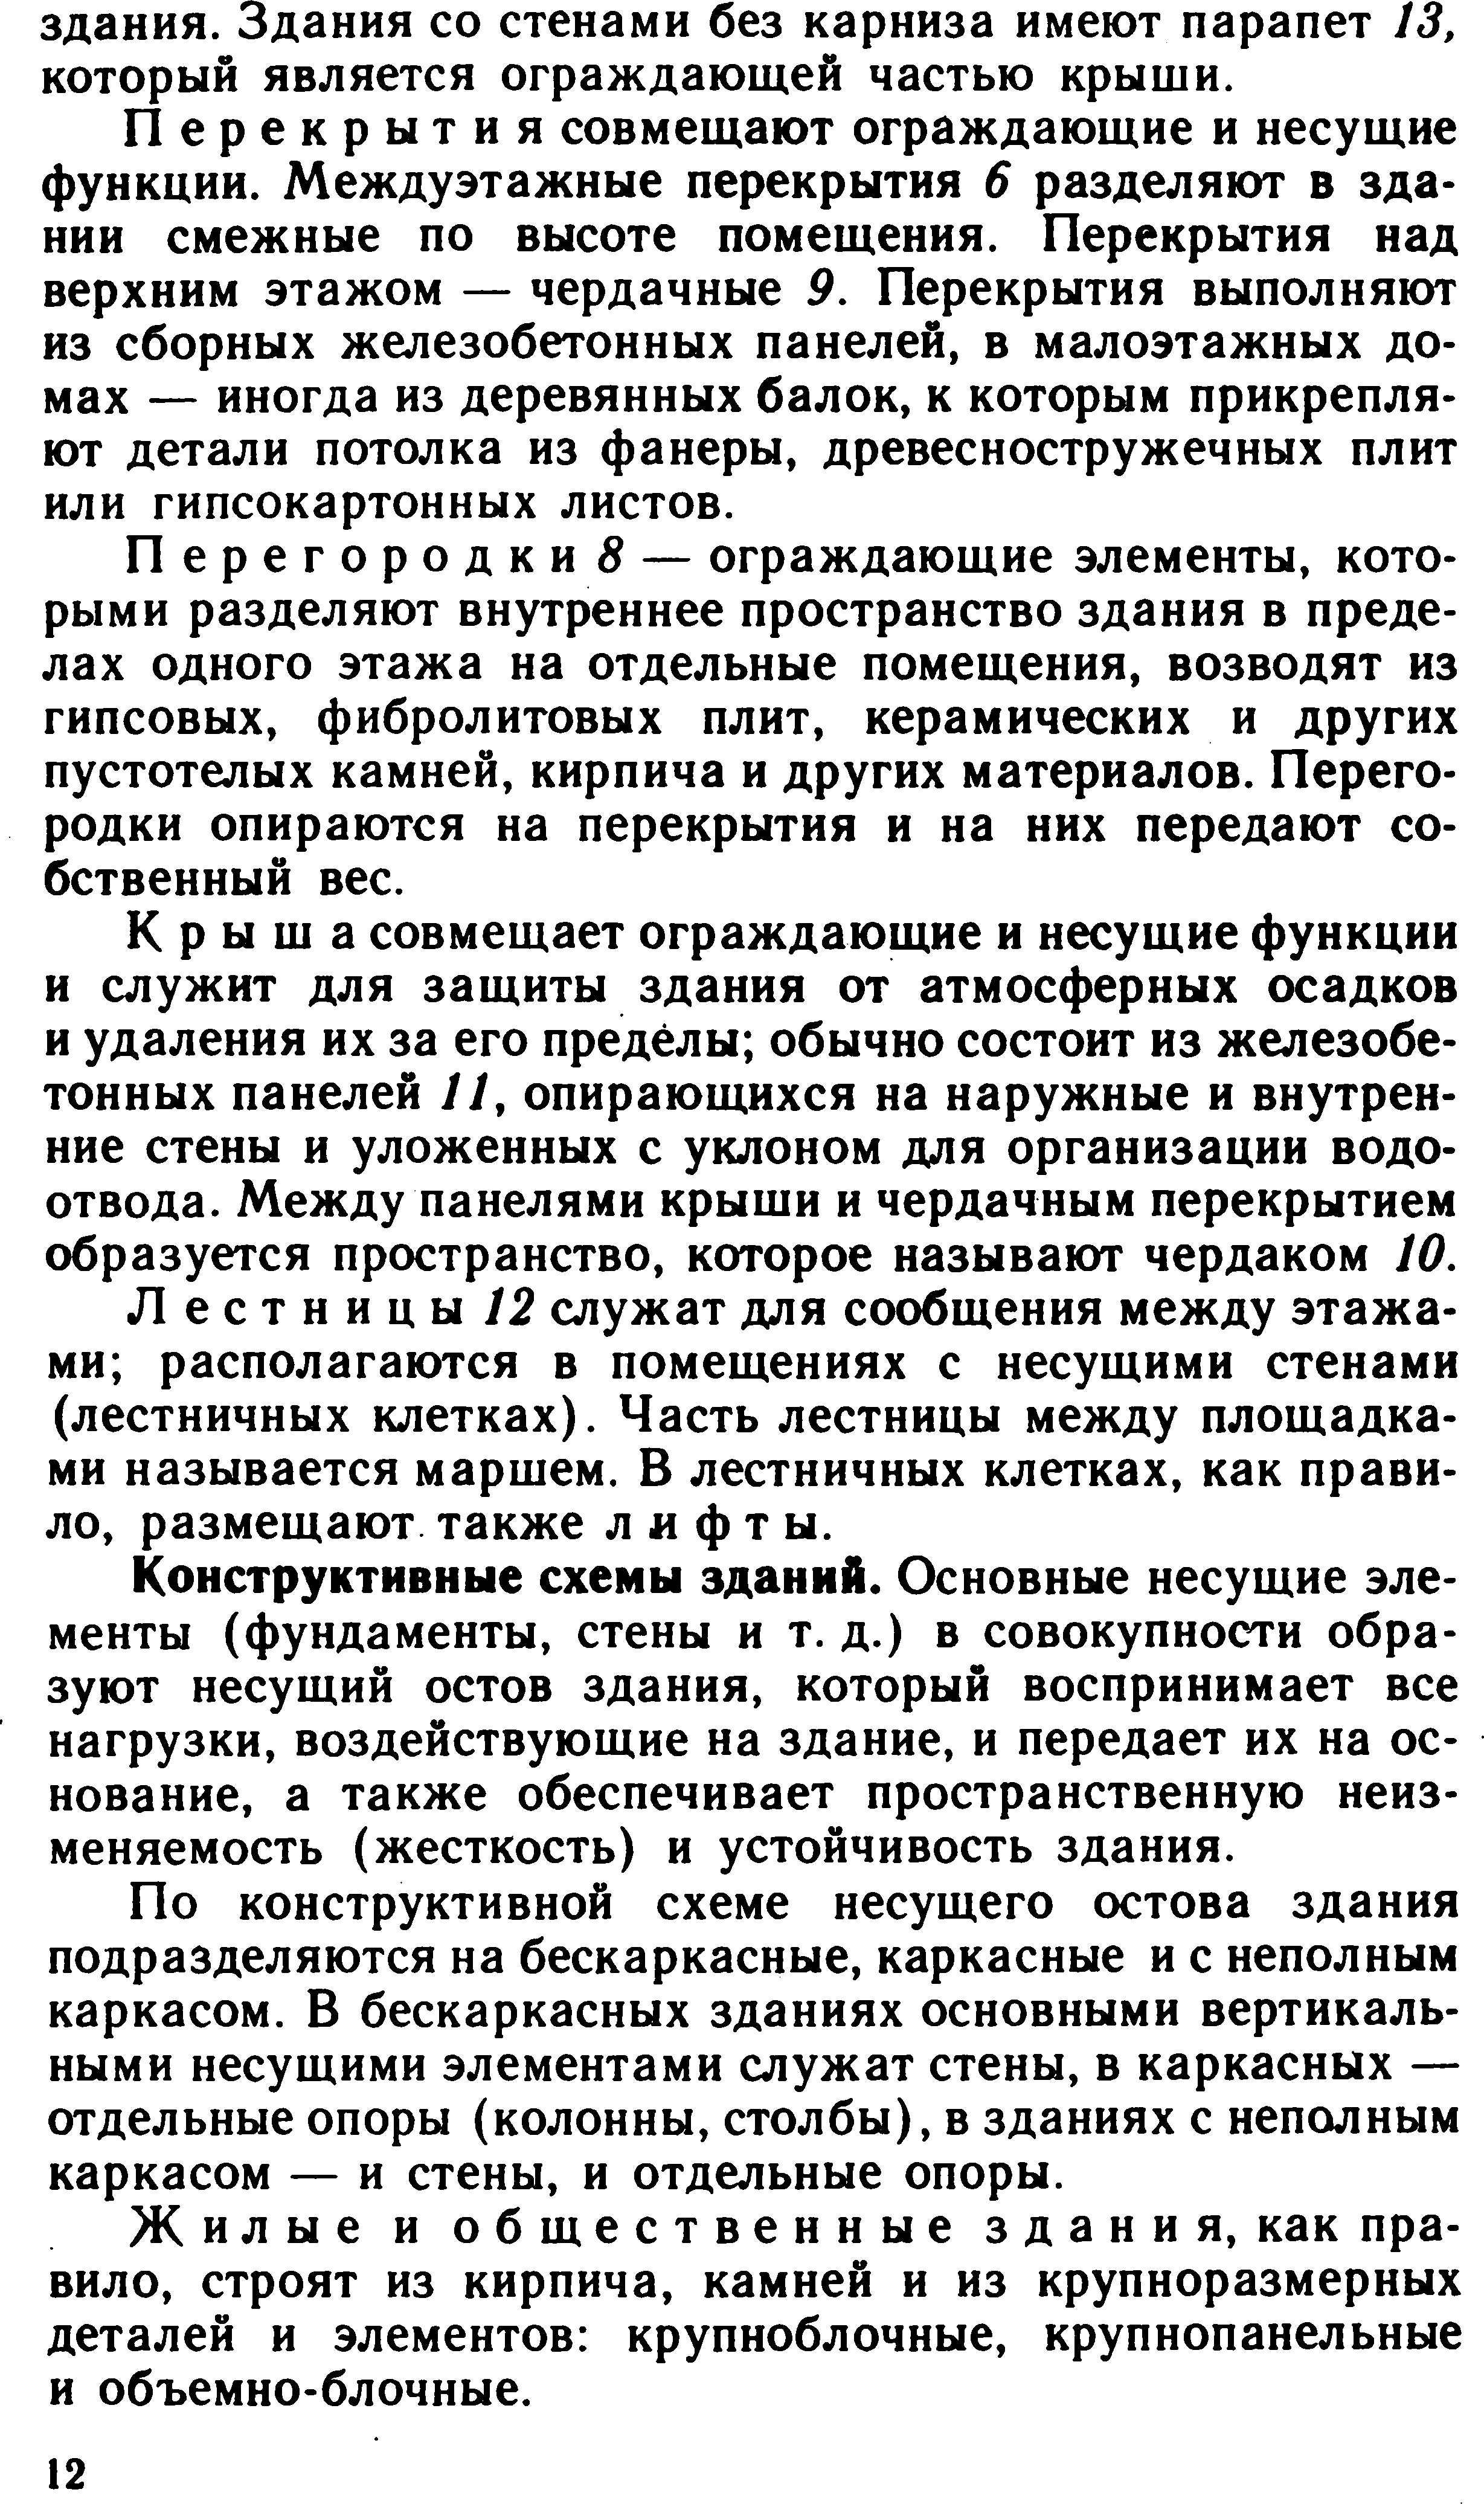 здания. Здания со стенами без карниза имеют парапет 13,
который является ограждающей частью крыши.
Перекрытия совмещают ограждающие и несущие
функции. Междуэтажные перекрытия 6 разделяют в зда-
нии смежные по высоте помещения. Перекрытия над
верхним этажом — чердачные 9. Перекрытия выполняют
из сборных железобетонных панелей, в малоэтажных до-
мах — иногда из деревянных балок, к которым прикрепля-
ют детали потолка из фанеры, древесностружечных плит
или гипсокартонных листов.
Перегородки 8 — ограждающие элементы, кото-
рыми разделяют внутреннее пространство здания в преде-
лах одного этажа на отдельные помещения, возводят из
гипсовых, фибролитовых плит, керамических и других
пустотелых камней, кирпича и других материалов. Перего-
родки опираются на перекрытия и на них передают со-
бственный вес.
Крыша совмещает ограждающие и несущие функции
и служит для защиты здания от атмосферных осадков
и удаления их за его пределы; обычно состоит из железобе-
тонных панелей 11, опирающихся на наружные и внутрен-
ние стены и уложенных с уклоном для организации водо-
отвода. Между панелями крыши и чердачным перекрытием
образуется пространство, которое называют чердаком 10.
Лестницы 12 служат для сообщения между этажа-
ми; располагаются в помещениях с несущими стенами
(лестничных клетках). Часть лестницы между площадка-
ми называется маршем. В лестничных клетках, как прави-
ло, размещают также лифты.
Конструктивные схемы зданий. Основные несущие эле-
менты (фундаменты, стены и т. д.) в совокупности обра-
зуют несущий остов здания, который воспринимает все
нагрузки, воздействующие на здание, и передает их на ос-
нование, а также обеспечивает пространственную неиз-
меняемость (жесткость) и устойчивость здания.
По конструктивной схеме несущего остова здания
подразделяются на бескаркасные, каркасные и с неполным
каркасом. В бескаркасных зданиях основными вертикаль-
ными несущими элементами служат стены, в каркасных —
отдельные опоры (колонны, столбы), в зданиях с неполным
каркасом — и стены, и отдельные опоры.
Жилые и общественные здания, как пра-
вило, строят из кирпича, камней и из крупноразмерных
деталей и элементов: крупноблочные, крупнопанельные
и объемно-блочные.
12